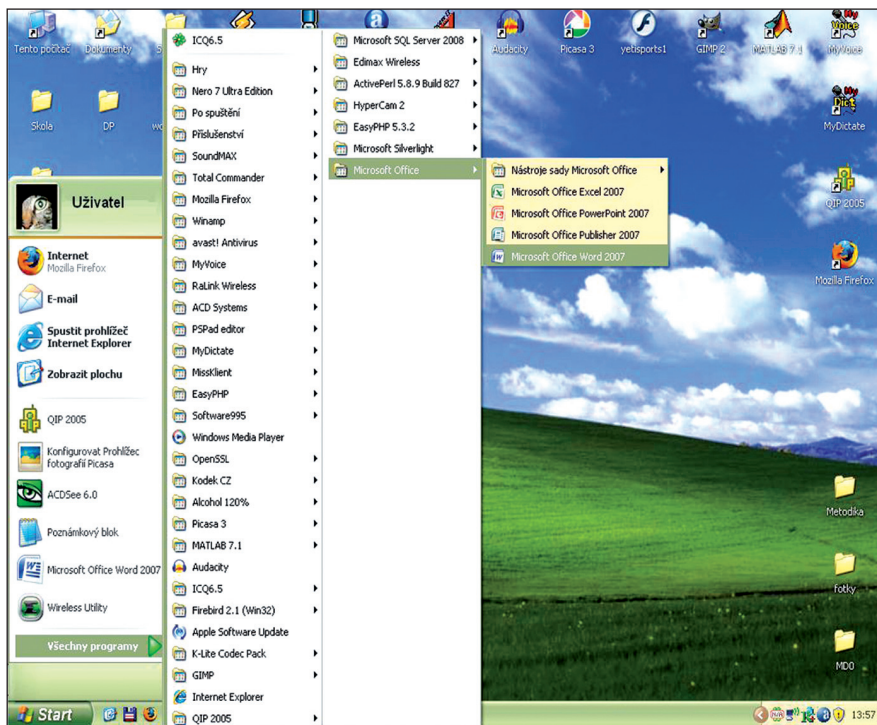 Tento počítač
Dokumenty
Audacity
Picasa 3
yetisports1
GIMP 2
MATLAB 7.1
MyVoice
Skola
DP
MyDictate
QIP 2005
Mozilla Firefox
Metodika
fotky
MD0
Uživatel
Internet
Mozilla Firefox
E-mail
Spustit prohlížeč
Internet Explorer
Zobrazit plochu
QIP 2005
Konfigurovat Prohlížec
fotografií Picasa
ACDSee 6.0
Poznámkový blok
Microsoft Office Word 2007
Wireless Utility
Všechny programy
ICQ6.5
Hry
Nero 7 Ultra Edition
Po spuštění
Příslušenství
SoundMAX
Total Commander
Mozilla Firefox
Winamp
avast! Antivirus
MyVoice
RaLink Wireless
ACD Systems
PSPad editor
MyDictate
MissKlient
EasyPHP
Software995
Windows Media Player
OpenSSL
Kodek CZ
Alcohol 120%
Picasa 3
MATLAB 7.1
Audacity
ICQ6.5
Firebird 2.1 (Win32)
Apple Software Update
K-Lite Codec Pack
GIMP
Internet Explorer
QIP 2005
Microsoft SQL Server 2008
Edimax Wireless
ActivePerl 5.8.9 Build 827
HyperCam 2
EasyPHP 5.3.2
Microsoft Silverlight
Microsoft Office
Nástroje sady Microsoft Office
Microsoft Office Excel 2007
Microsoft Office PowerPoint 2007
Microsoft Office Publisher 2007
Microsoft Office Word 2007
Start
13:57